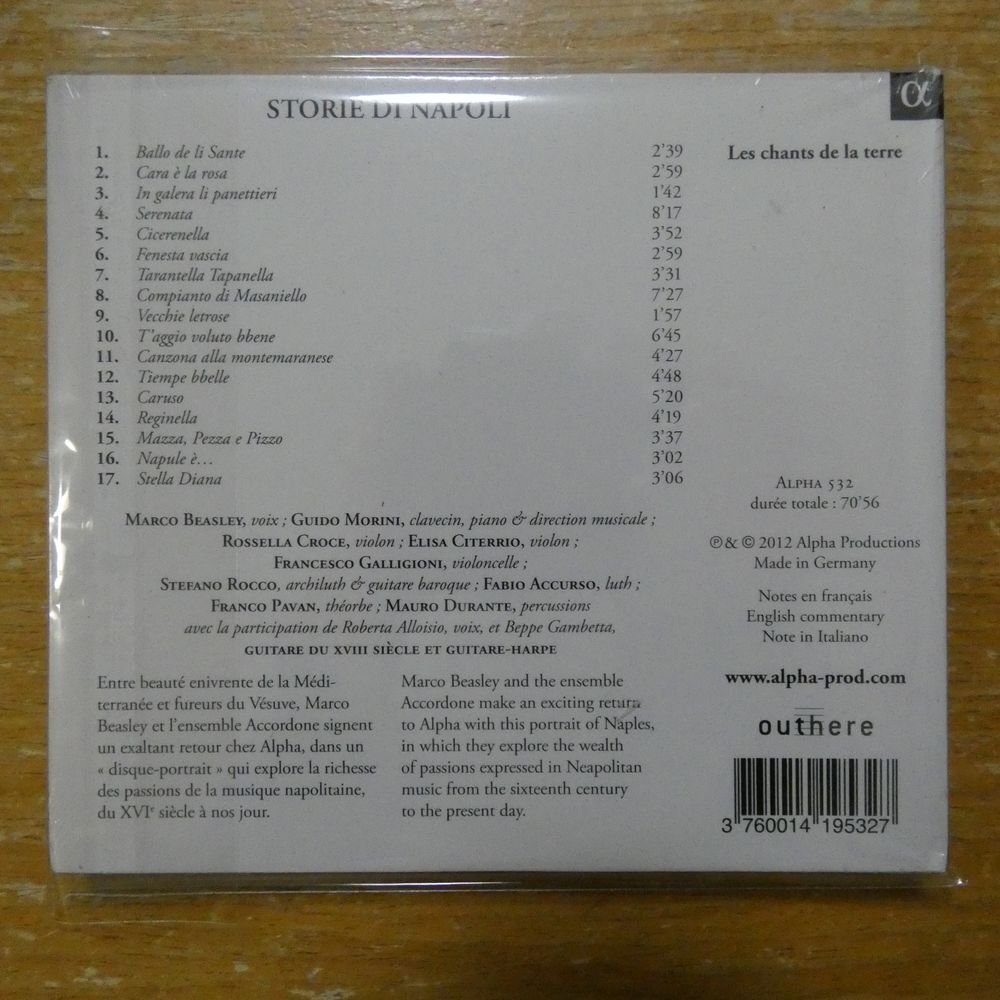 STORIE DI NAPOLI
α
1. Ballo de li Sante 2'39
2. Cara è la rosa 2'59
3. In galera li panettieri 1'42
4. Serenata 8'17
5. Cicerenella 3'52
6. Fenesta vascia 2'59
7. Tarantella Tapanella 3'31
8. Compianto di Masaniello 7'27
9. Vecchie letrose 1'57
10. T'aggio voluto bbene 6'45
11. Canzona alla montemaranese 4'27
12. Tiempe bbelle 4'48
13. Caruso 5'20
14. Reginella 4'19
15. Mazza, Pezza e Pizzo 3'37
16. Napule è... 3'02
17. Stella Diana 3'06
Les chants de la terre
MARCO BEASLEY, voix ; GUIDO MORINI, clavecin, piano & direction musicale ;
ROSSELLA CROCE, violon ; ELISA CITERRIO, violon ;
FRANCESCO GALLIGIONI, violoncelle ;
STEFANO ROCCO, archiluth & guitare baroque ; FABIO ACCURSO, luth ;
FRANCO PAVAN, théorbe ; MAURO DURANTE, percussions
avec la participation de Roberta Alloisio, voix, et Beppe Gambetta,
GUITARE DU XVIII SIÈCLE ET GUITARE-HARPE
Entre beauté enivrente de la Médi-
terranée et fureurs du Vésuve, Marco
Beasley et l'ensemble Accordone signent
un exaltant retour chez Alpha, dans un
« disque-portrait » qui explore la richesse
des passions de la musique napolitaine,
du XVIe siècle à nos jour.
Marco Beasley and the ensemble
Accordone make an exciting return
to Alpha with this portrait of Naples,
in which they explore the wealth
of passions expressed in Neapolitan
music from the sixteenth century
to the present day.
ALPHA 532
durée totale : 70'56
℗ & © 2012 Alpha Productions
Made in Germany
Notes en français
English commentary
Note in Italiano
www.alpha-prod.com
outhere
3 760014 195327